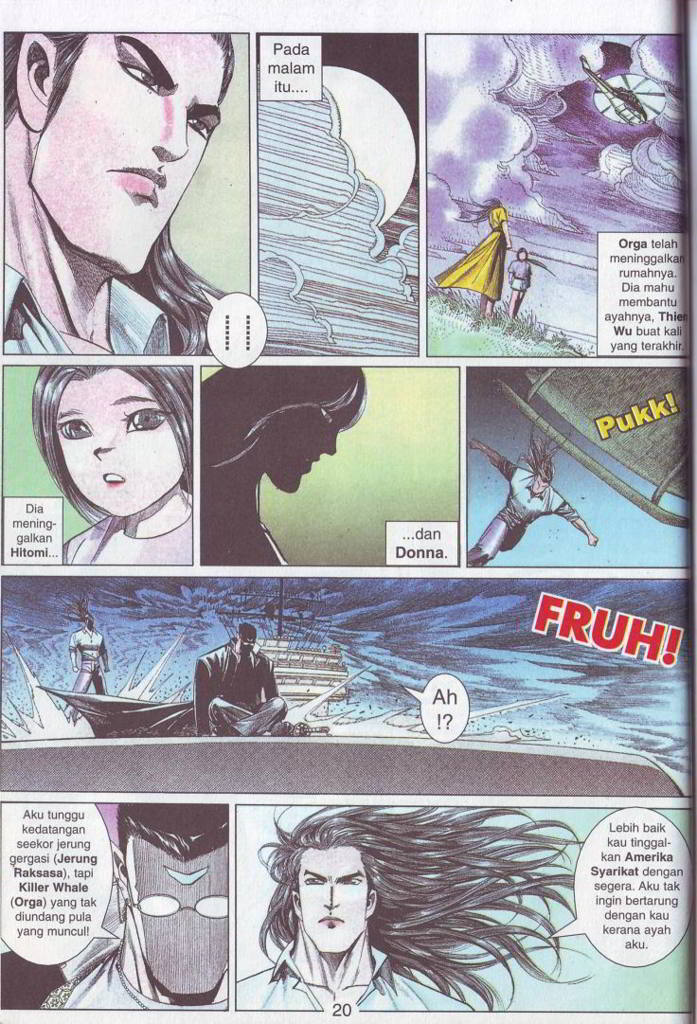 Pada
malam
itu....
Orga telah
meninggalkan
rumahnya.
Dia mahu
membantu
ayahnya, Thien
Wu buat kali
yang terakhir.
!!!!
Dia
mening-
galkan
Hitomi...
...dan
Donna.
Pukk!
FRUH!
Ah
!?
Aku tunggu
kedatangan
seekor jerung
gergasi (Jerung
Raksasa), tapi
Killer Whale
(Orga) yang tak
diundang pula
yang muncul!
Lebih baik
kau tinggal-
kan Amerika
Syarikat dengan
segera. Aku tak
ingin bertarung
dengan kau
kerana ayah
aku.
20